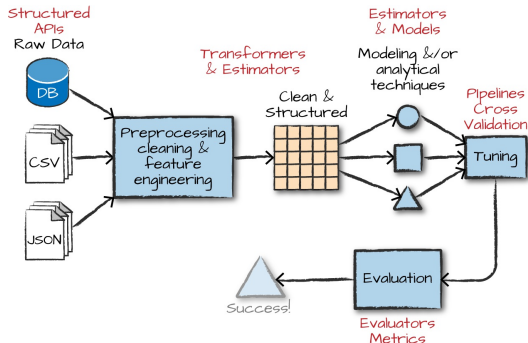 Structured
APIs
Raw Data
DB
CSV
JSON
Preprocessing
cleaning &
feature
engineering
Transformers
& Estimators
Clean &
Structured
Estimators
& Models
Modeling &/or
analytical
techniques
PIpelines
Cross
Validation
Tuning
Evaluation
Evaluators
Metrics
Success!